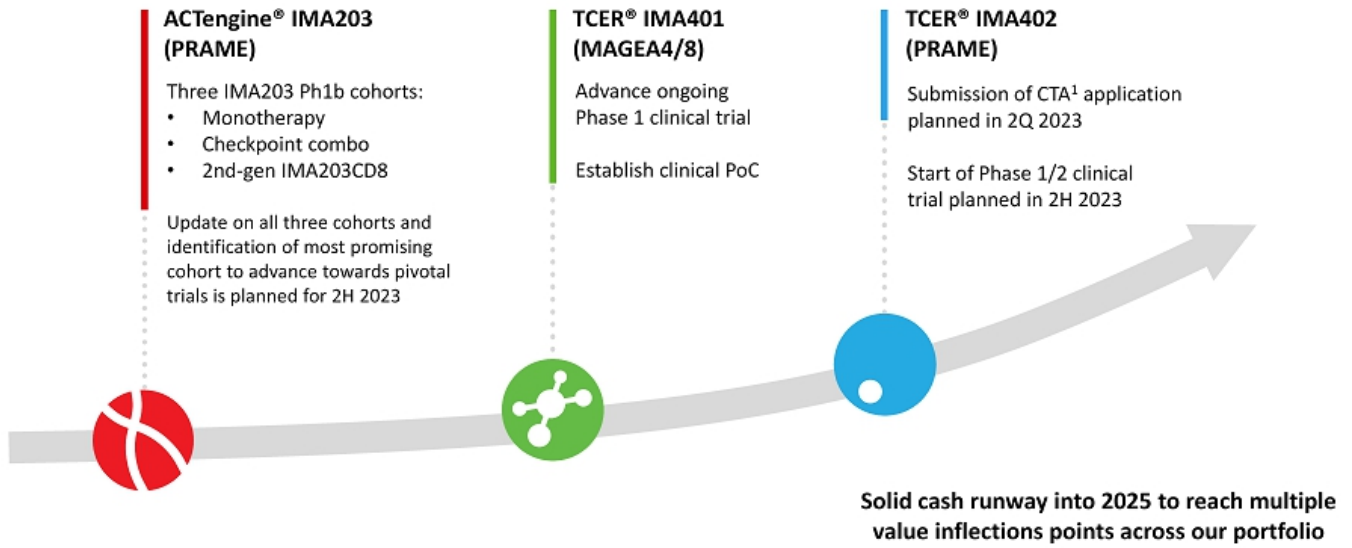 ACTengine® IMA203
(PRAME)
Three IMA203 Ph1b cohorts:
• Monotherapy
• Checkpoint combo
• 2nd-gen IMA203CD8
Update on all three cohorts and
identification of most promising
cohort to advance towards pivotal
trials is planned for 2H 2023
TCER® IMA401
(MAGEA4/8)
Advance ongoing
Phase 1 clinical trial
Establish clinical PoC
TCER® IMA402
(PRAME)
Submission of CTA¹ application
planned in 2Q 2023
Start of Phase 1/2 clinical
trial planned in 2H 2023
Solid cash runway into 2025 to reach multiple
value inflections points across our portfolio